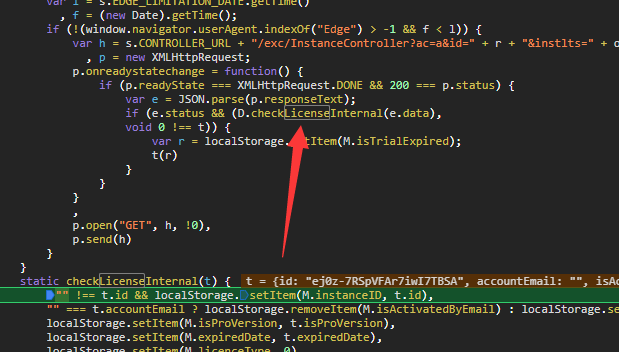 var l = s.EDGE_LIMITATION_DATE.getTime()
, f = (new Date).getTime();
if (!(window.navigator.userAgent.indexOf("Edge") > -1 && f < l)) {
var h = s.CONTROLLER_URL + "/exc/InstanceController?ac=a&id=" + r + "&instlts=" + o
, p = new XMLHttpRequest;
p.onreadystatechange = function() {
if (p.readyState === XMLHttpRequest.DONE && 200 === p.status) {
var e = JSON.parse(p.responseText);
if (e.status && (D.checkLicenseInternal(e.data),
void 0 !== t)) {
var r = localStorage. tItem(M.isTrialExpired);
t(r)
}
}
}
,
p.open("GET", h, !0),
p.send(h)
}
}
static checkLicenseInternal(t) { t = {id: "ej0z-7RSpVFAr7iwI7TBSA", accountEmail: "", isAc
"" !== t.id && localStorage.setItem(M.instanceID, t.id),
"" === t.accountEmail ? localStorage.removeItem(M.isActivatedByEmail) : localStorage.se
localStorage.setItem(M.isProVersion, t.isProVersion),
localStorage.setItem(M.expiredDate, t.expiredDate),
localStorage.setItem(M.licenceType, 0)